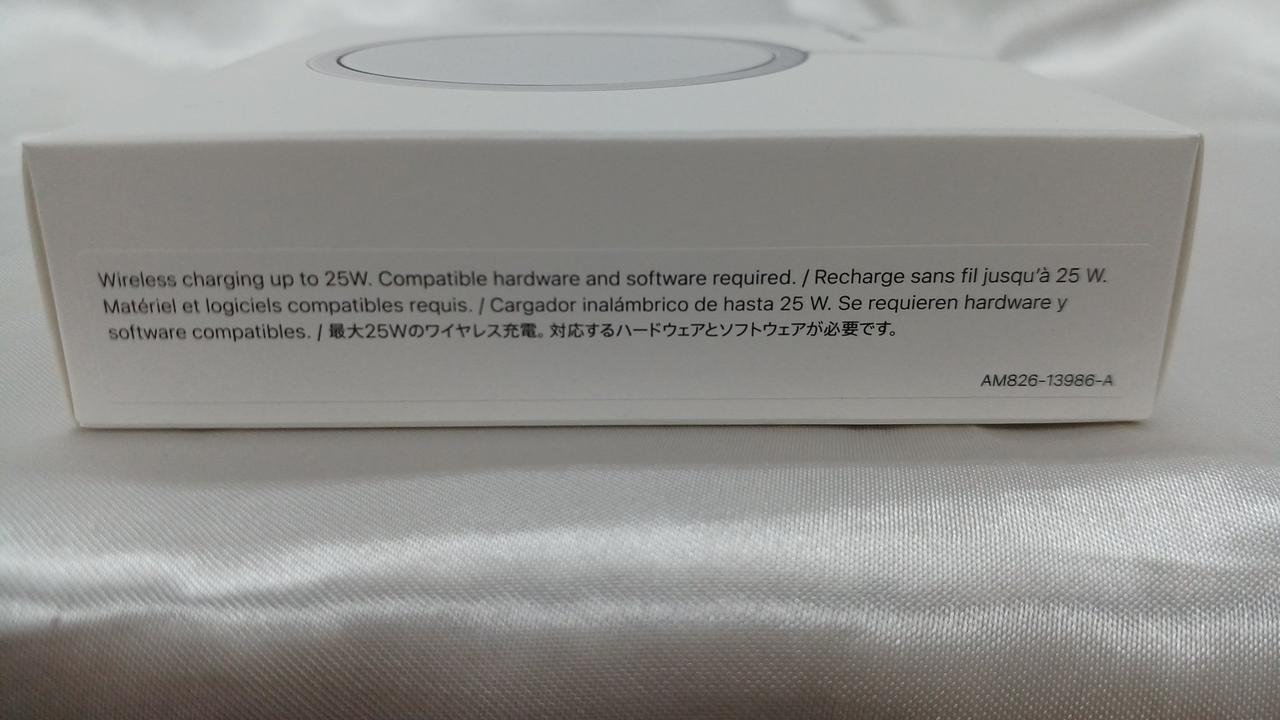 Wireless charging up to 25W. Compatible hardware and software required. / Recharge sans fil jusqu'à 25 W.
Matériel et logiciels compatibles requis. / Cargador inalámbrico de hasta 25 W. Se requieren hardware y
software compatibles. / 最大25Wのワイヤレス充電。対応するハードウェアとソフトウェアが必要です。
AM826-13986-A